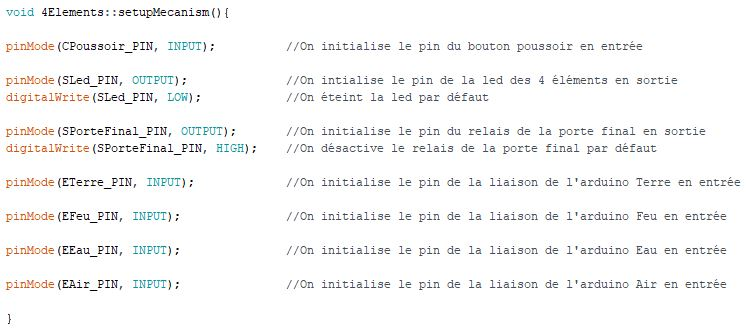 void 4Elements::setupMecanism(){
pinMode(CPoussoir_PIN, INPUT); //On initialise le pin du bouton poussoir en entrée
pinMode(SLed_PIN, OUTPUT); //On intialise le pin de la led des 4 éléments en sortie
digitalWrite(SLed_PIN, LOW); //On éteint la led par défaut
pinMode(SPorteFinal_PIN, OUTPUT); //On initialise le pin du relais de la porte final en sortie
digitalWrite(SPorteFinal_PIN, HIGH); //On désactive le relais de la porte final par défaut
pinMode(ETerre_PIN, INPUT); //On initialise le pin de la liaison de l'arduino Terre en entrée
pinMode(EFeu_PIN, INPUT); //On initialise le pin de la liaison de l'arduino Feu en entrée
pinMode(EEau_PIN, INPUT); //On initialise le pin de la liaison de l'arduino Eau en entrée
pinMode(EAir_PIN, INPUT); //On initialise le pin de la liaison de l'arduino Air en entrée
}